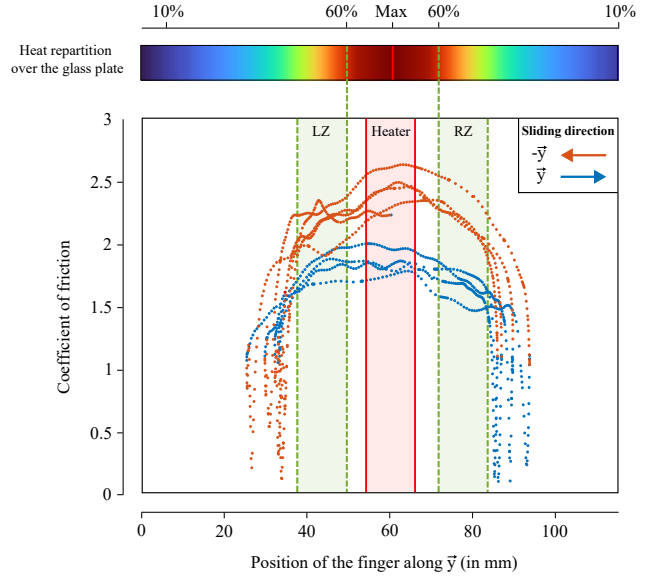 10% 60% Max 60% 10%
Heat repartition
over the glass plate
LZ Heater RZ
Sliding direction
-y⃗
y⃗
3
2.5
2
1.5
1
0.5
0
Coefficient of friction
0 20 40 60 80 100
Position of the finger along y⃗ (in mm)